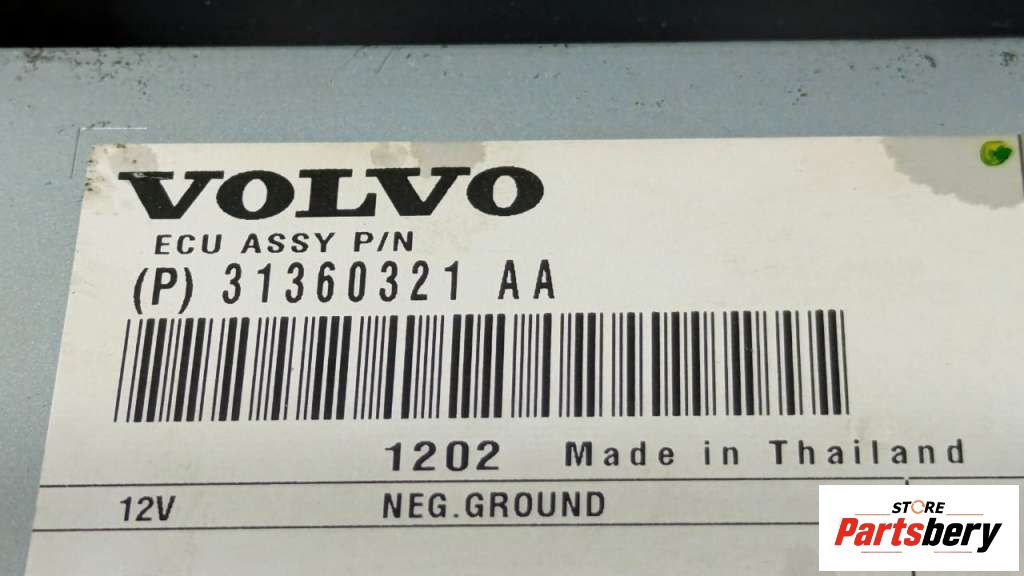 VOLVO
ECU ASSY P/N
(P) 31360321 AA
1202 Made in Thailand
12V NEG.GROUND
STORE
Partsbery